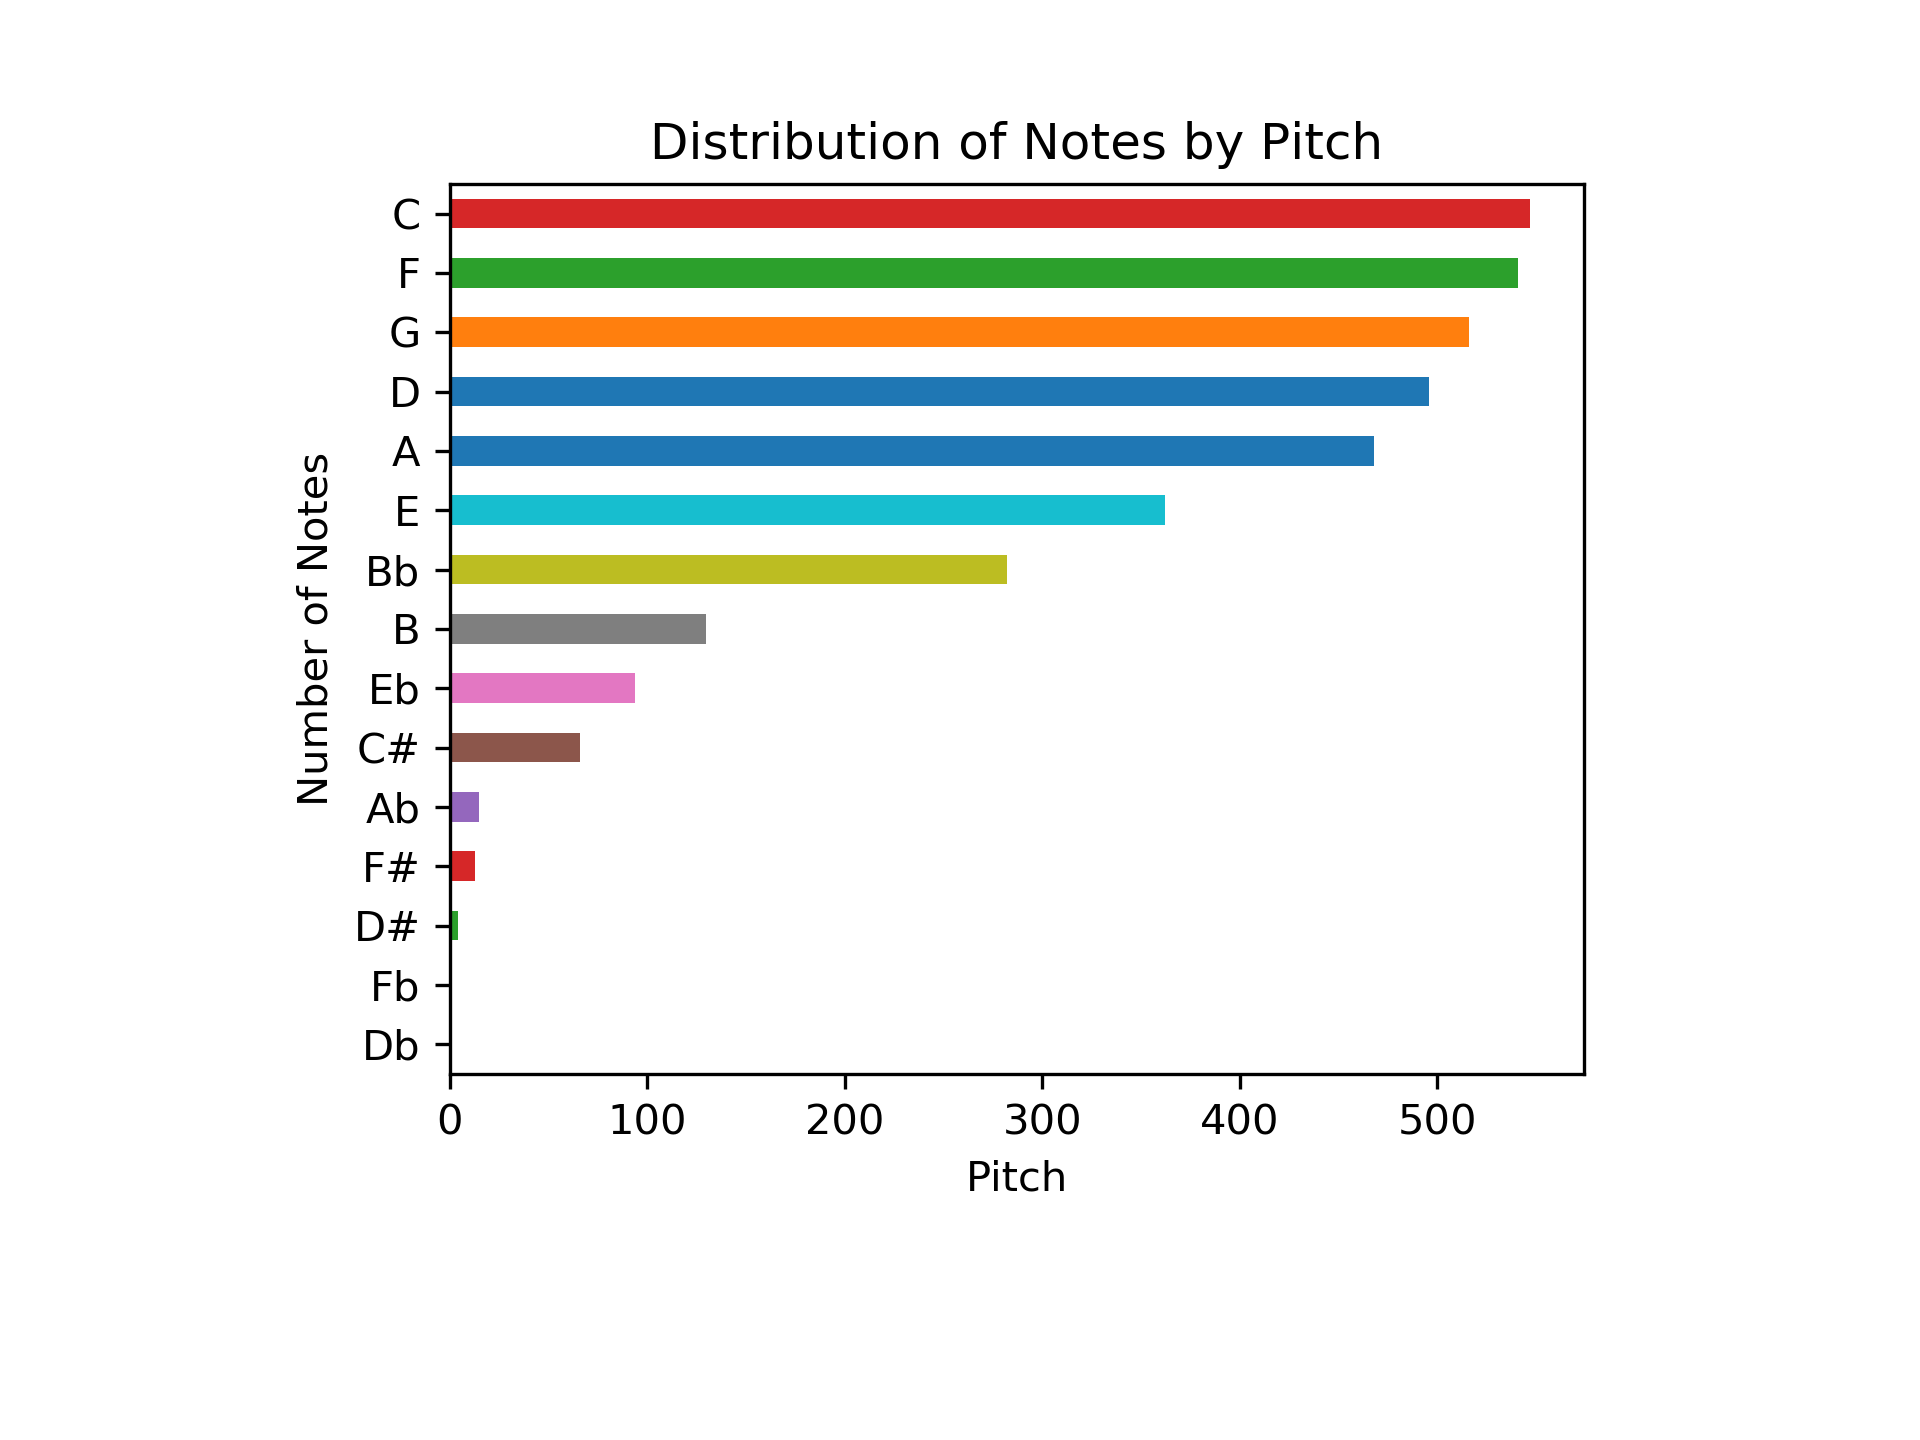 Distribution of Notes by Pitch
C
F
G
D
A
E
Bb
B
Eb
C#
Ab
F#
D#
Fb
Db
Number of Notes
0 100 200 300 400 500
Pitch